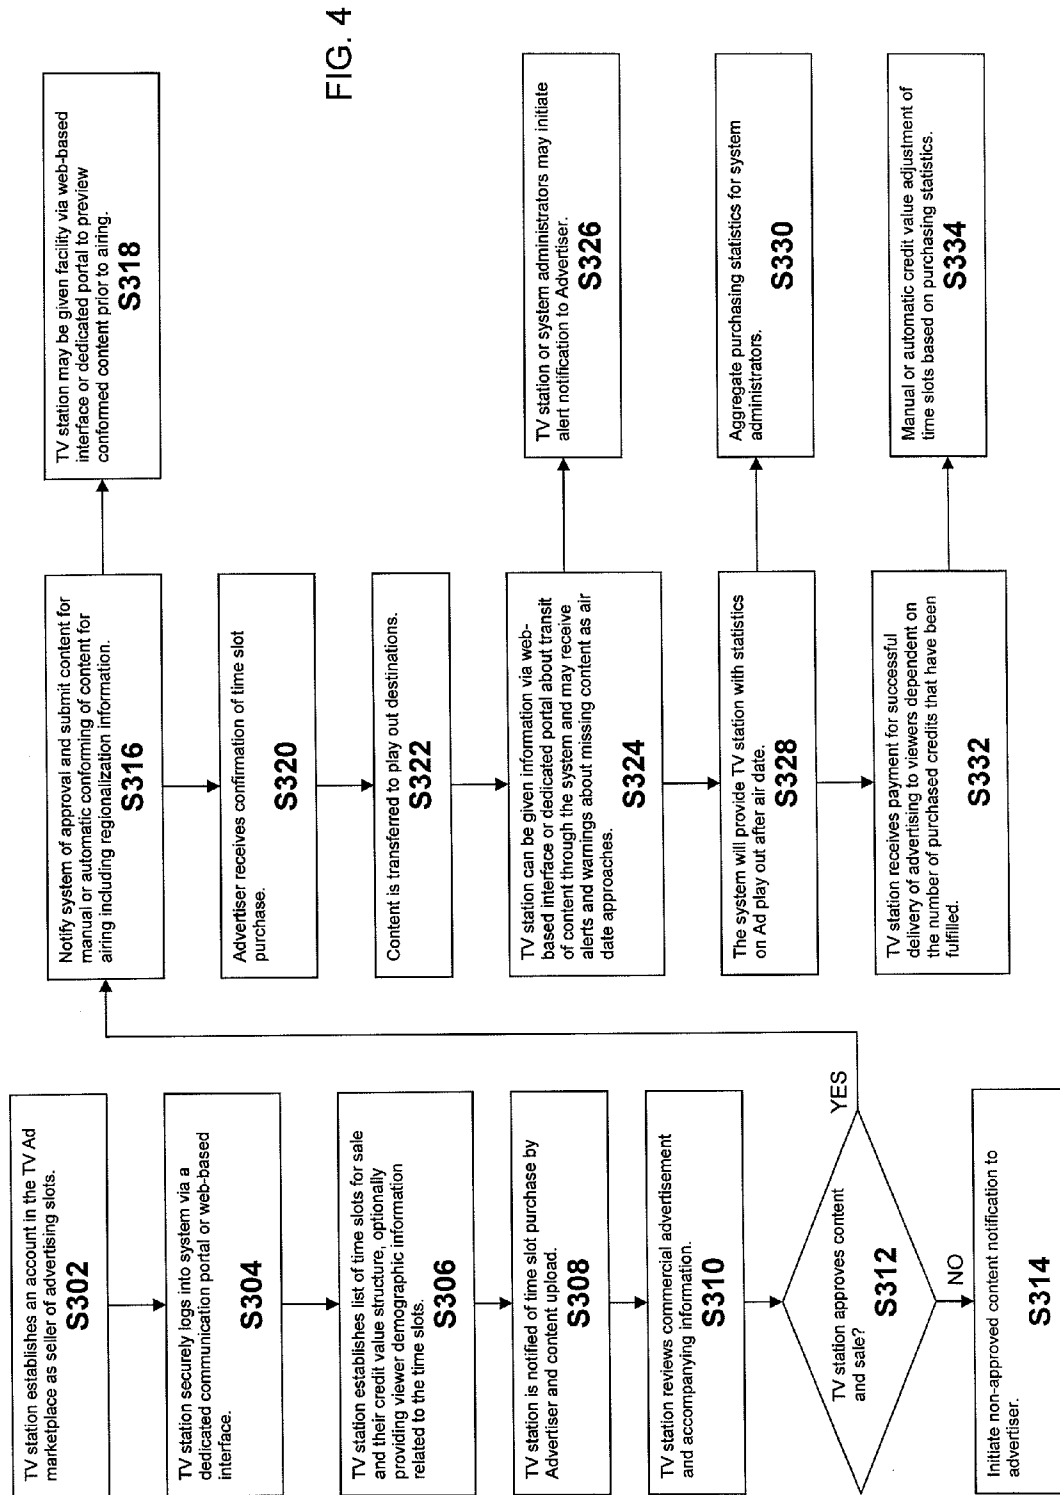 TV station establishes an account in the TV Ad
marketplace as seller of advertising slots.
S302
TV station securely logs into system via a
dedicated communication portal or web-based
interface.
S304
TV station establishes list of time slots for sale
and their credit value structure, optionally
providing viewer demographic information
related to the time slots.
S306
TV station is notified of time slot purchase by
Advertiser and content upload.
S308
TV station reviews commercial advertisement
and accompanying information.
S310
TV station approves content
and sale?
S312
YES
NO
Initiate non-approved content notification to
advertiser.
S314
Notify system of approval and submit content for
manual or automatic conforming of content for
airing including regionalization information.
S316
Advertiser receives confirmation of time slot
purchase.
S320
Content is transferred to play out destinations.
S322
TV station can be given information via web-
based interface or dedicated portal about transit
of content through the system and may receive
alerts and warnings about missing content as air
date approaches.
S324
The system will provide TV station with statistics
on Ad play out after air date.
S328
TV station receives payment for successful
delivery of advertising to viewers dependent on
the number of purchased credits that have been
fulfilled.
S332
TV station may be given facility via web-based
interface or dedicated portal to preview
conformed content prior to airing.
S318
TV station or system administrators may initiate
alert notification to Advertiser.
S326
Aggregate purchasing statistics for system
administrators.
S330
Manual or automatic credit value adjustment of
time slots based on purchasing statistics.
S334
FIG. 4